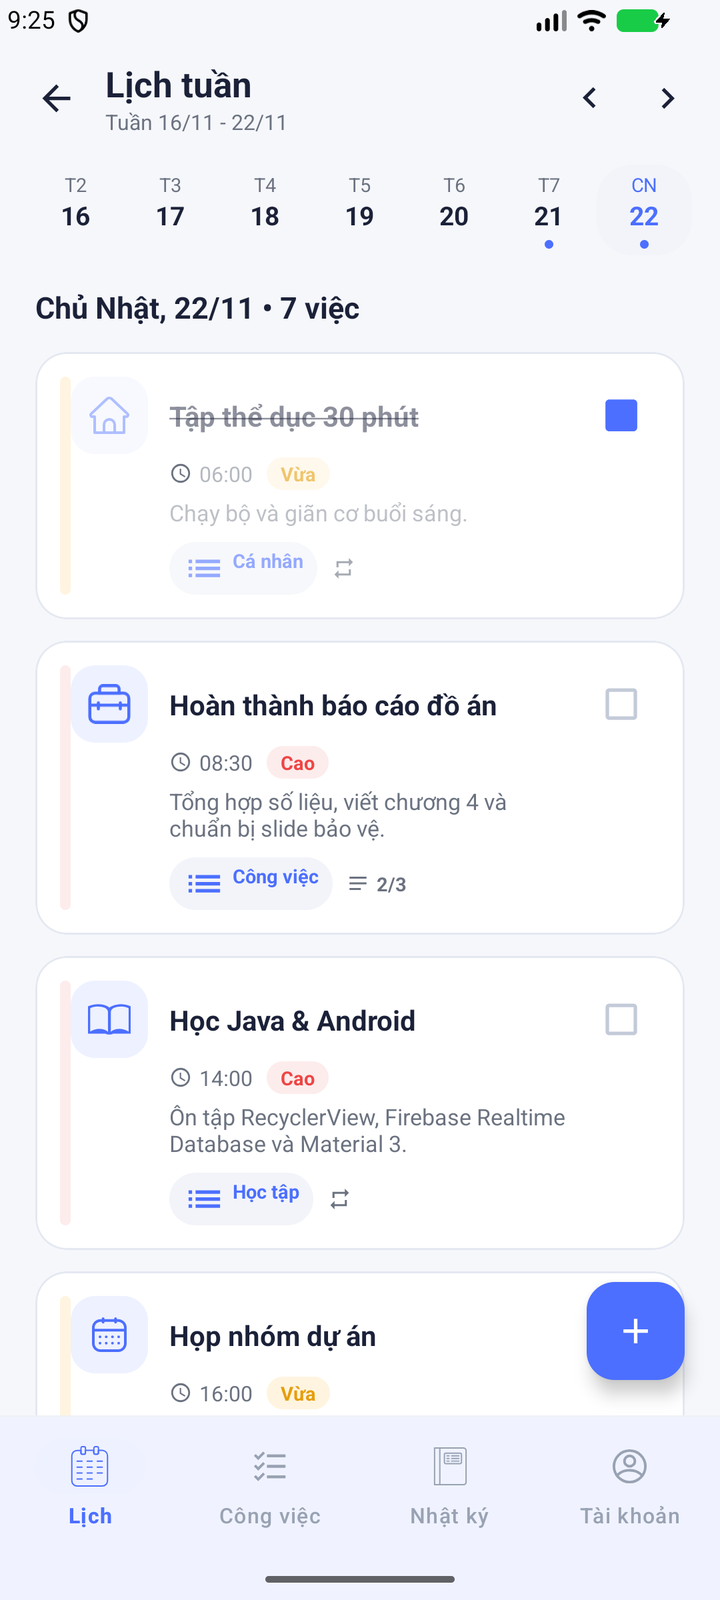 9:25
Lịch tuần
Tuần 16/11 - 22/11
T2 T3 T4 T5 T6 T7 CN
16 17 18 19 20 21 22
Chủ Nhật, 22/11 • 7 việc
Tập thể dục 30 phút
06:00 Vừa
Chạy bộ và giãn cơ buổi sáng.
Cá nhân
Hoàn thành báo cáo đồ án
08:30 Cao
Tổng hợp số liệu, viết chương 4 và
chuẩn bị slide bảo vệ.
Công việc 2/3
Học Java & Android
14:00 Cao
Ôn tập RecyclerView, Firebase Realtime
Database và Material 3.
Học tập
Họp nhóm dự án
16:00 Vừa
Lịch Công việc Nhật ký Tài khoản